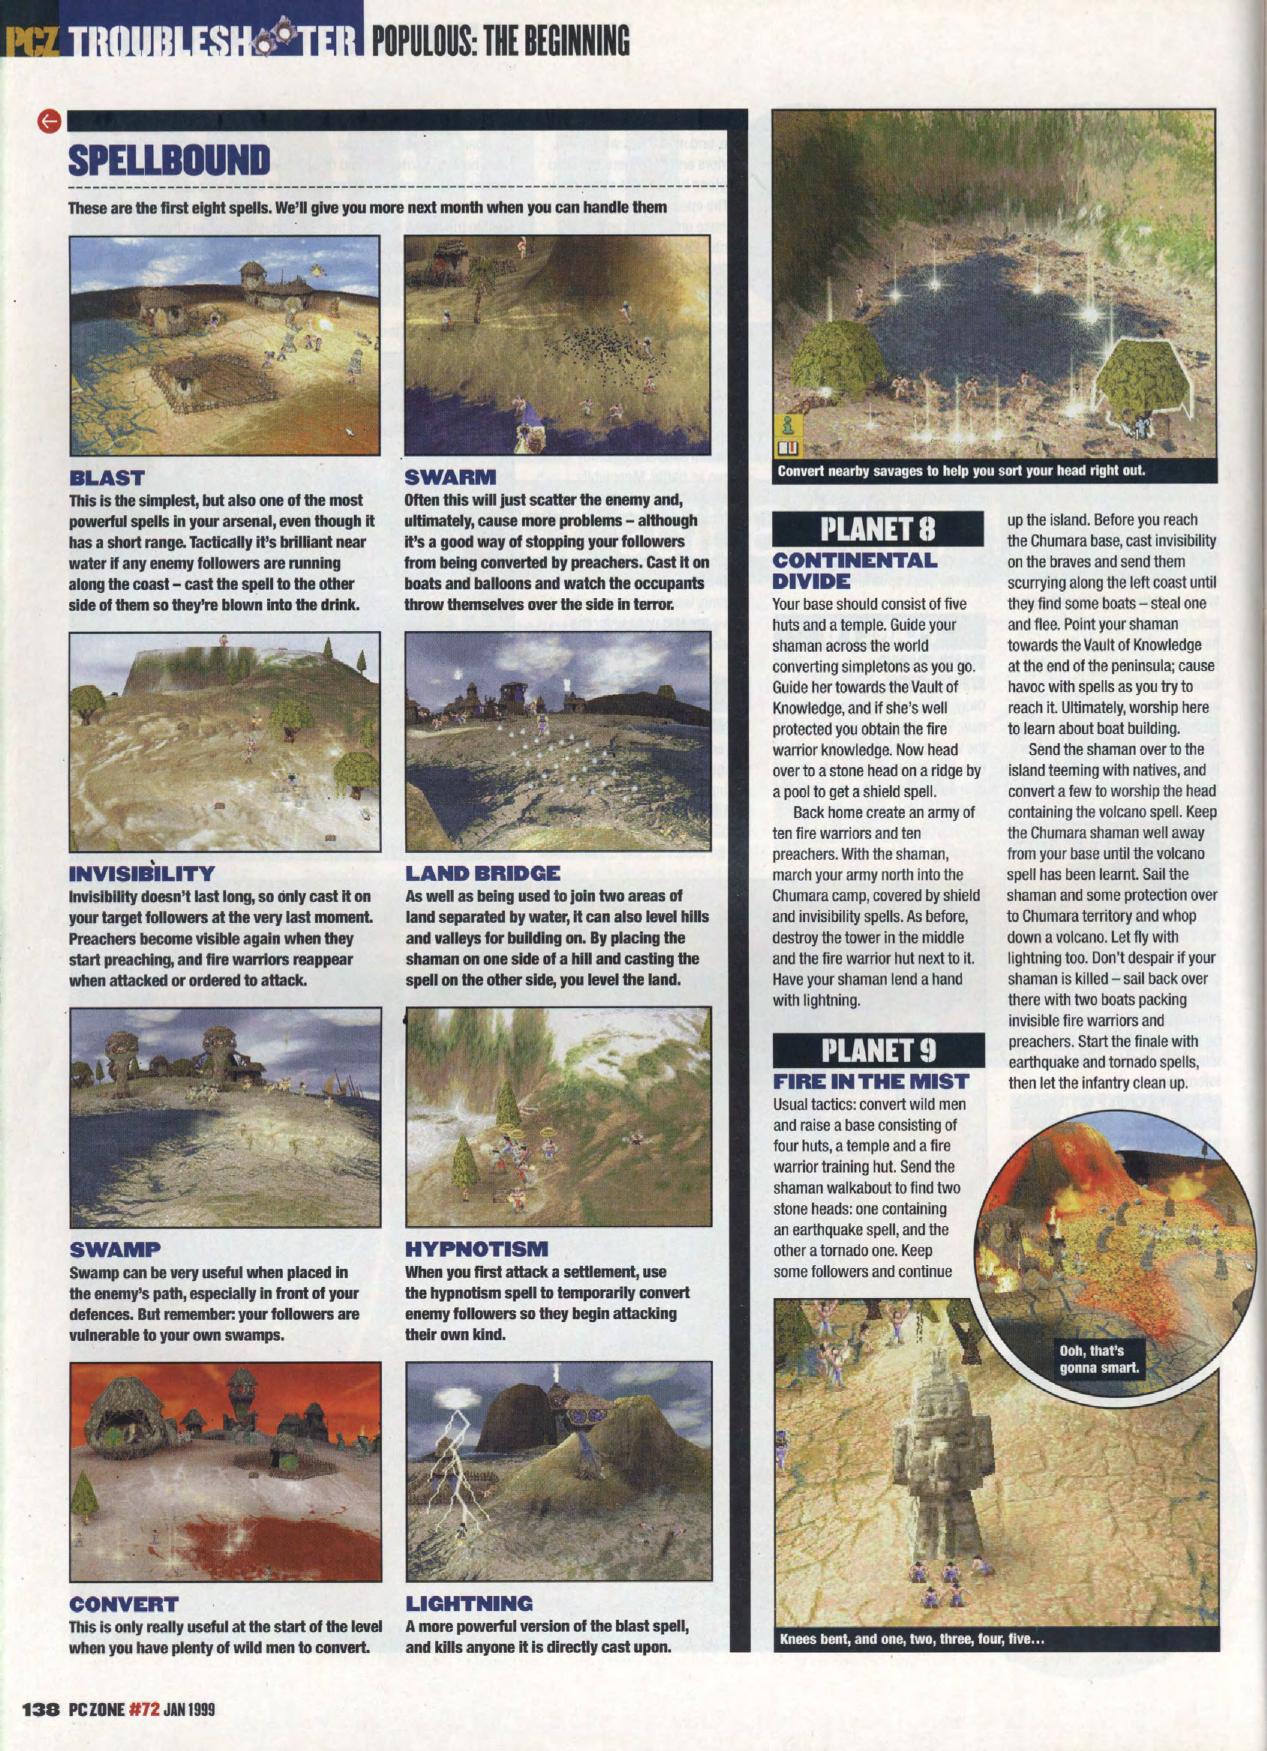 PCZ TROUBLESHOOTER POPULOUS: THE BEGINNING
SPELLBOUND
These are the first eight spells. We'll give you more next month when you can handle them
BLAST
This is the simplest, but also one of the most
powerful spells in your arsenal, even though it
has a short range. Tactically it's brilliant near
water if any enemy followers are running
along the coast – cast the spell to the other
side of them so they're blown into the drink.
SWARM
Often this will just scatter the enemy and,
ultimately, cause more problems – although
it's a good way of stopping your followers
from being converted by preachers. Cast it on
boats and balloons and watch the occupants
throw themselves over the side in terror.
INVISIBILITY
Invisibility doesn't last long, so only cast it on
your target followers at the very last moment.
Preachers become visible again when they
start preaching, and fire warriors reappear
when attacked or ordered to attack.
LAND BRIDGE
As well as being used to join two areas of
land separated by water, it can also level hills
and valleys for building on. By placing the
shaman on one side of a hill and casting the
spell on the other side, you level the land.
SWAMP
Swamp can be very useful when placed in
the enemy's path, especially in front of your
defences. But remember: your followers are
vulnerable to your own swamps.
HYPNOTISM
When you first attack a settlement, use
the hypnotism spell to temporarily convert
enemy followers so they begin attacking
their own kind.
CONVERT
This is only really useful at the start of the level
when you have plenty of wild men to convert.
LIGHTNING
A more powerful version of the blast spell,
and kills anyone it is directly cast upon.
Convert nearby savages to help you sort your head right out.
PLANET 8
CONTINENTAL
DIVIDE
Your base should consist of five
huts and a temple. Guide your
shaman across the world
converting simpletons as you go.
Guide her towards the Vault of
Knowledge, and if she's well
protected you obtain the fire
warrior knowledge. Now head
over to a stone head on a ridge by
a pool to get a shield spell.
Back home create an army of
ten fire warriors and ten
preachers. With the shaman,
march your army north into the
Chumara camp, covered by shield
and invisibility spells. As before,
destroy the tower in the middle
and the fire warrior hut next to it.
Have your shaman lend a hand
with lightning.
PLANET 9
FIRE IN THE MIST
Usual tactics: convert wild men
and raise a base consisting of
four huts, a temple and a fire
warrior training hut. Send the
shaman walkabout to find two
stone heads: one containing
an earthquake spell, and the
other a tornado one. Keep
some followers and continue
up the island. Before you reach
the Chumara base, cast invisibility
on the braves and send them
scurrying along the left coast until
they find some boats – steal one
and flee. Point your shaman
towards the Vault of Knowledge
at the end of the peninsula; cause
havoc with spells as you try to
reach it. Ultimately, worship here
to learn about boat building.
Send the shaman over to the
island teeming with natives, and
convert a few to worship the head
containing the volcano spell. Keep
the Chumara shaman well away
from your base until the volcano
spell has been learnt. Sail the
shaman and some protection over
to Chumara territory and whop
down a volcano. Let fly with
lightning too. Don't despair if your
shaman is killed – sail back over
there with two boats packing
invisible fire warriors and
preachers. Start the finale with
earthquake and tornado spells,
then let the infantry clean up.
Ooh, that's
gonna smart.
Knees bent, and one, two, three, four, five...
138 PC ZONE #72 JAN 1999